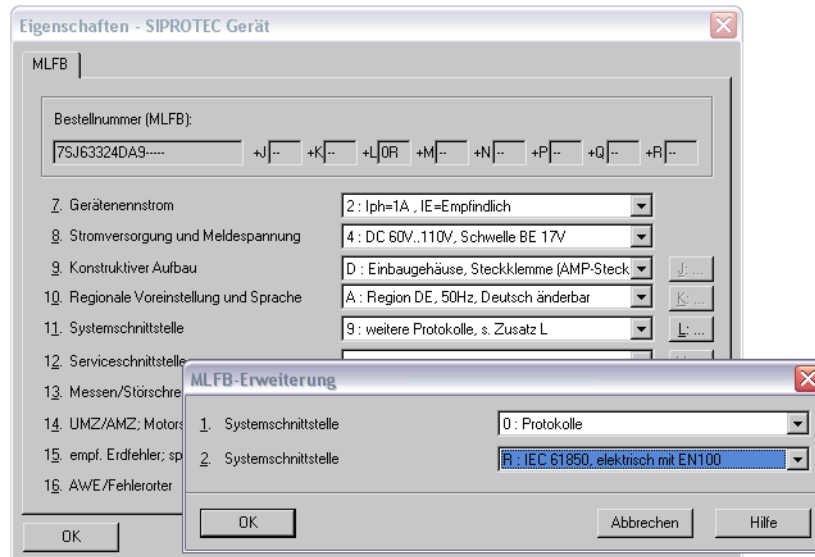 Eigenschaften - SIPROTEC Gerät
MLFB
Bestellnummer (MLFB):
7SJ63324DA9----- +J -- +K -- +L 0R +M -- +N -- +P -- +Q -- +R --
7. Gerätenennstrom 2 : Iph=1A , IE=Empfindlich
8. Stromversorgung und Meldespannung 4 : DC 60V..110V, Schwelle BE 17V
9. Konstruktiver Aufbau D : Einbaugehäuse, Steckklemme (AMP-Steck J: ...
10. Regionale Voreinstellung und Sprache A : Region DE, 50Hz, Deutsch änderbar K: ...
11. Systemschnittstelle 9 : weitere Protokolle, s. Zusatz L L: ...
12. Serviceschnittstelle
13. Messen/Störschre
14. UMZ/AMZ; Motors
15. empf. Erdfehler; sp
16. AWE/Fehlerorter
OK
MLFB-Erweiterung
1. Systemschnittstelle 0 : Protokolle
2. Systemschnittstelle R : IEC 61850, elektrisch mit EN100
OK Abbrechen Hilfe